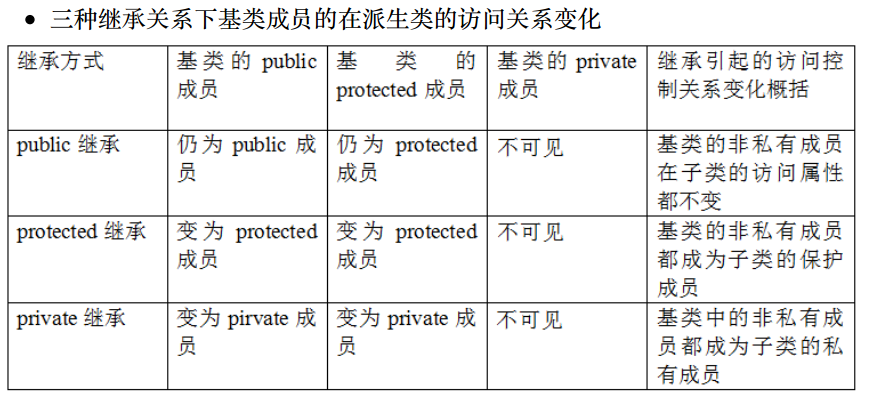 • 三种继承关系下基类成员的在派生类的访问关系变化
继承方式
基类的 public
成员
基类的
protected 成员
基类的 private
成员
继承引起的访问控
制关系变化概括
public 继承
仍为 public 成
员
仍为 protected
成员
不可见
基类的非私有成员
在子类的访问属性
都不变
protected 继承
变为 protected
成员
变为 protected
成员
不可见
基类的非私有成员
都成为子类的保护
成员
private 继承
变为 pirvate 成
员
变为 private 成
员
不可见
基类中的非私有成
员都成为子类的私
有成员